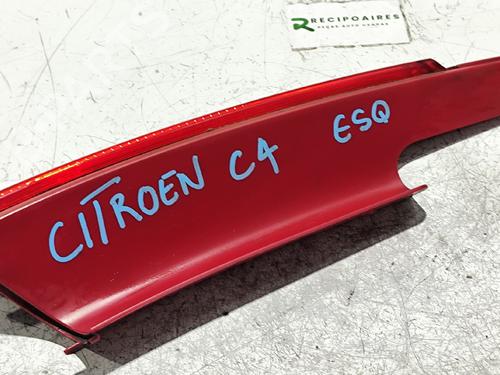 RECIPOAIRES
PEÇAS AUTO USADAS
CITROEN C4 ESQ